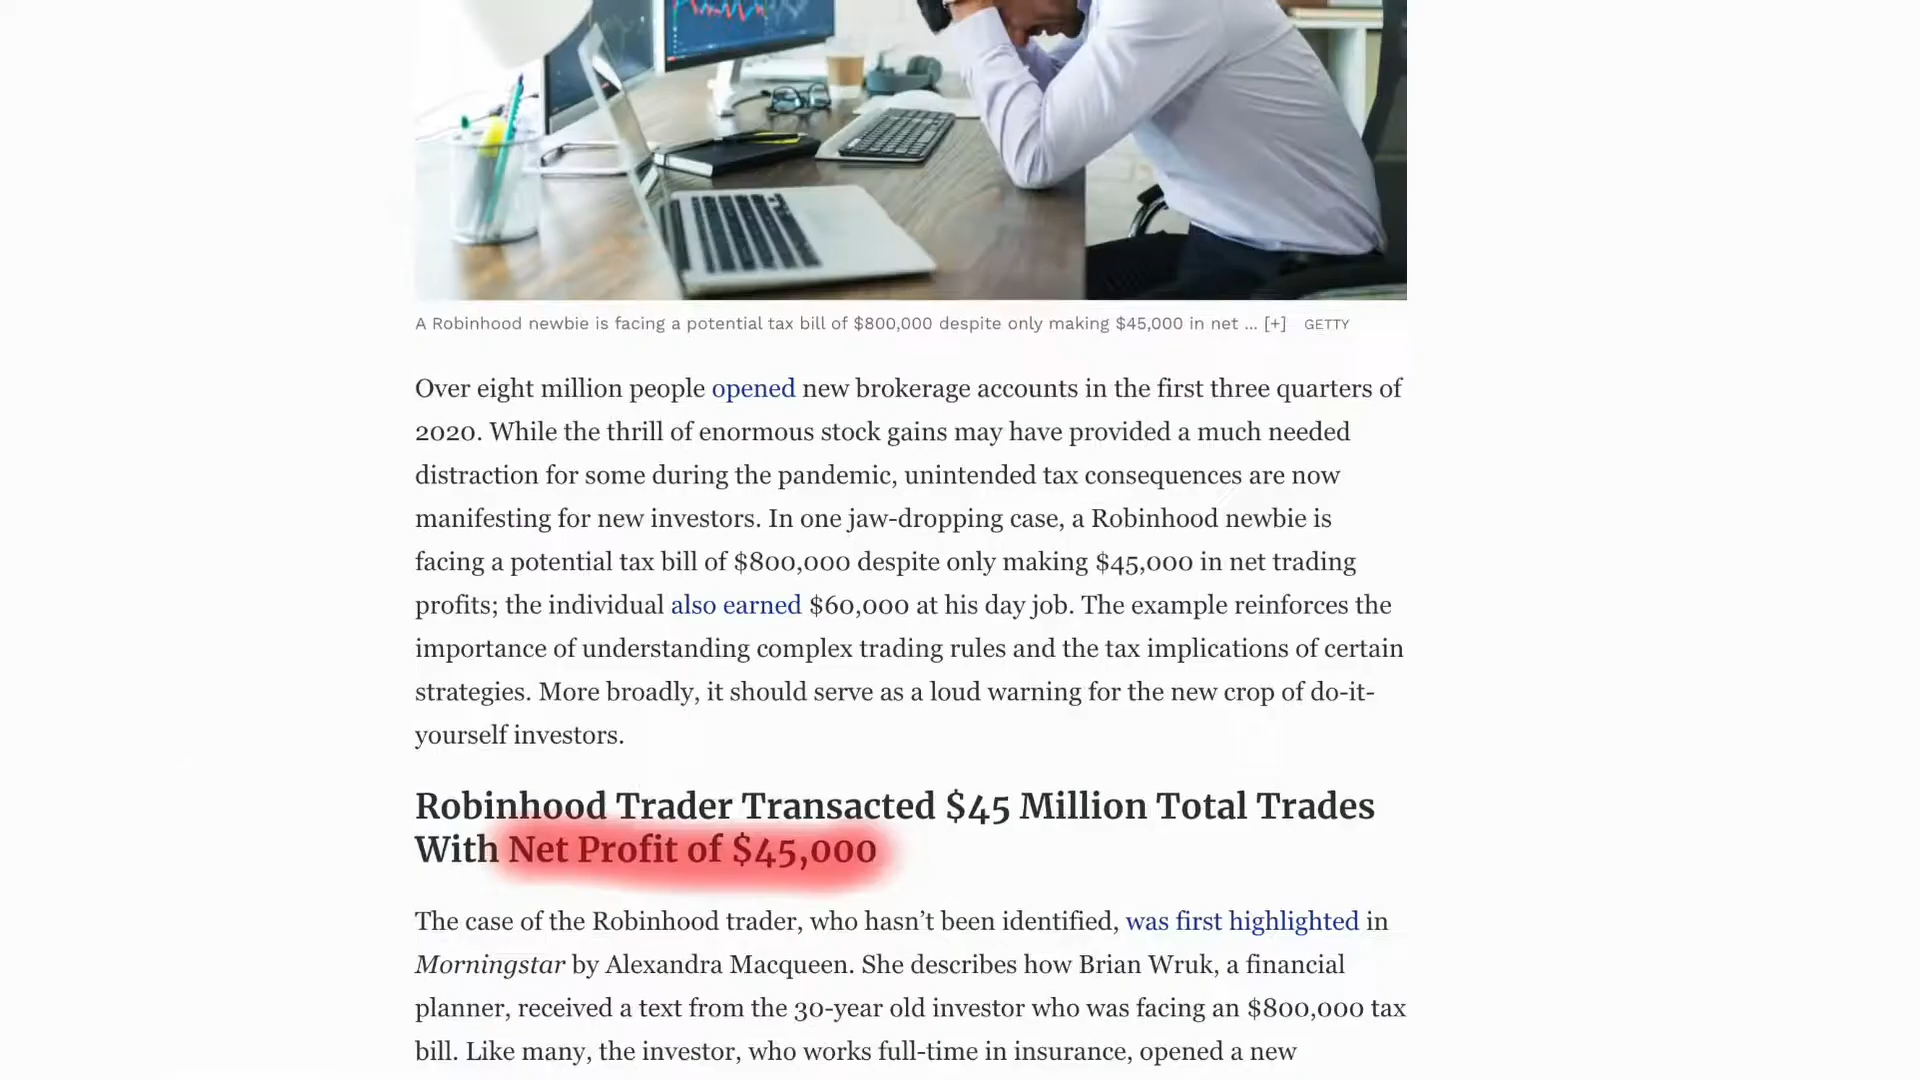 A Robinhood newbie is facing a potential tax bill of $800,000 despite only making $45,000 in net ... [+] GETTY
Over eight million people opened new brokerage accounts in the first three quarters of
2020. While the thrill of enormous stock gains may have provided a much needed
distraction for some during the pandemic, unintended tax consequences are now
manifesting for new investors. In one jaw-dropping case, a Robinhood newbie is
facing a potential tax bill of $800,000 despite only making $45,000 in net trading
profits; the individual also earned $60,000 at his day job. The example reinforces the
importance of understanding complex trading rules and the tax implications of certain
strategies. More broadly, it should serve as a loud warning for the new crop of do-it-
yourself investors.
Robinhood Trader Transacted $45 Million Total Trades
With Net Profit of $45,000
The case of the Robinhood trader, who hasn’t been identified, was first highlighted in
Morningstar by Alexandra Macqueen. She describes how Brian Wruk, a financial
planner, received a text from the 30-year old investor who was facing an $800,000 tax
bill. Like many, the investor, who works full-time in insurance, opened a new